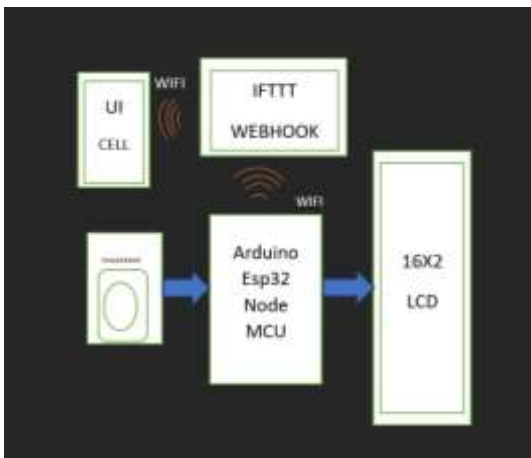 WIFI
UI
CELL
IFTTT
WEBHOOK
WIFI
Arduino
Esp32
Node
MCU
16X2
LCD